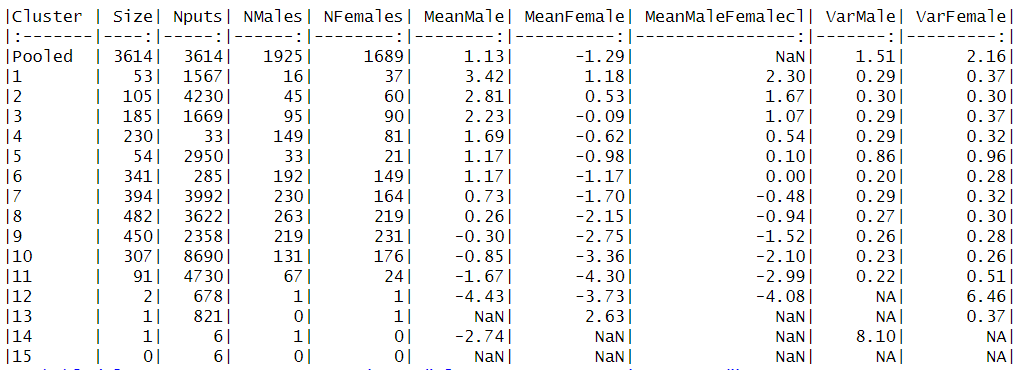 |Cluster | Size| Nputs| NMales| NFemales| MeanMale| MeanFemale| MeanMaleFemalecl| VarMale| VarFemale|
|:-------|----:|-----:|------:|--------:|--------:|----------:|----------------:|-------:|---------:|
|Pooled | 3614| 3614| 1925| 1689| 1.13| -1.29| NaN| 1.51| 2.16|
|1 | 53| 1567| 16| 37| 3.42| 1.18| 2.30| 0.29| 0.37|
|2 | 105| 4230| 45| 60| 2.81| 0.53| 1.67| 0.30| 0.30|
|3 | 185| 1669| 95| 90| 2.23| -0.09| 1.07| 0.29| 0.37|
|4 | 230| 33| 149| 81| 1.69| -0.62| 0.54| 0.29| 0.32|
|5 | 54| 2950| 33| 21| 1.17| -0.98| 0.10| 0.86| 0.96|
|6 | 341| 285| 192| 149| 1.17| -1.17| 0.00| 0.20| 0.28|
|7 | 394| 3992| 230| 164| 0.73| -1.70| -0.48| 0.29| 0.32|
|8 | 482| 3622| 263| 219| 0.26| -2.15| -0.94| 0.27| 0.30|
|9 | 450| 2358| 219| 231| -0.30| -2.75| -1.52| 0.26| 0.28|
|10 | 307| 8690| 131| 176| -0.85| -3.36| -2.10| 0.23| 0.26|
|11 | 91| 4730| 67| 24| -1.67| -4.30| -2.99| 0.22| 0.51|
|12 | 2| 678| 1| 1| -4.43| -3.73| -4.08| NA| 6.46|
|13 | 1| 821| 0| 1| NaN| 2.63| NaN| NA| 0.37|
|14 | 1| 6| 1| 0| -2.74| NaN| NaN| 8.10| NA|
|15 | 0| 6| 0| 0| NaN| NaN| NaN| NA| NA|